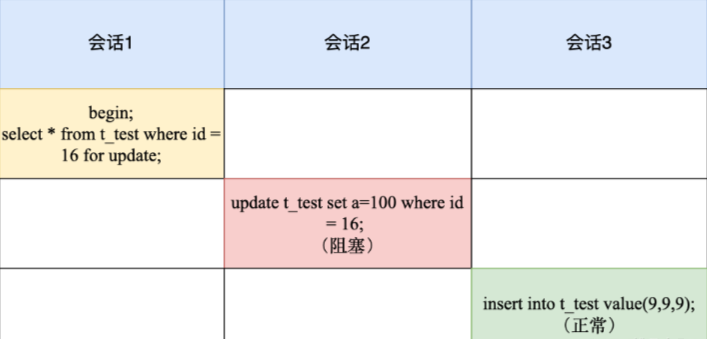 会话1
会话2
会话3
begin;
select * from t_test where id =
16 for update;
update t_test set a=100 where id
= 16;
（阻塞）
insert into t_test value(9,9,9);
（正常）